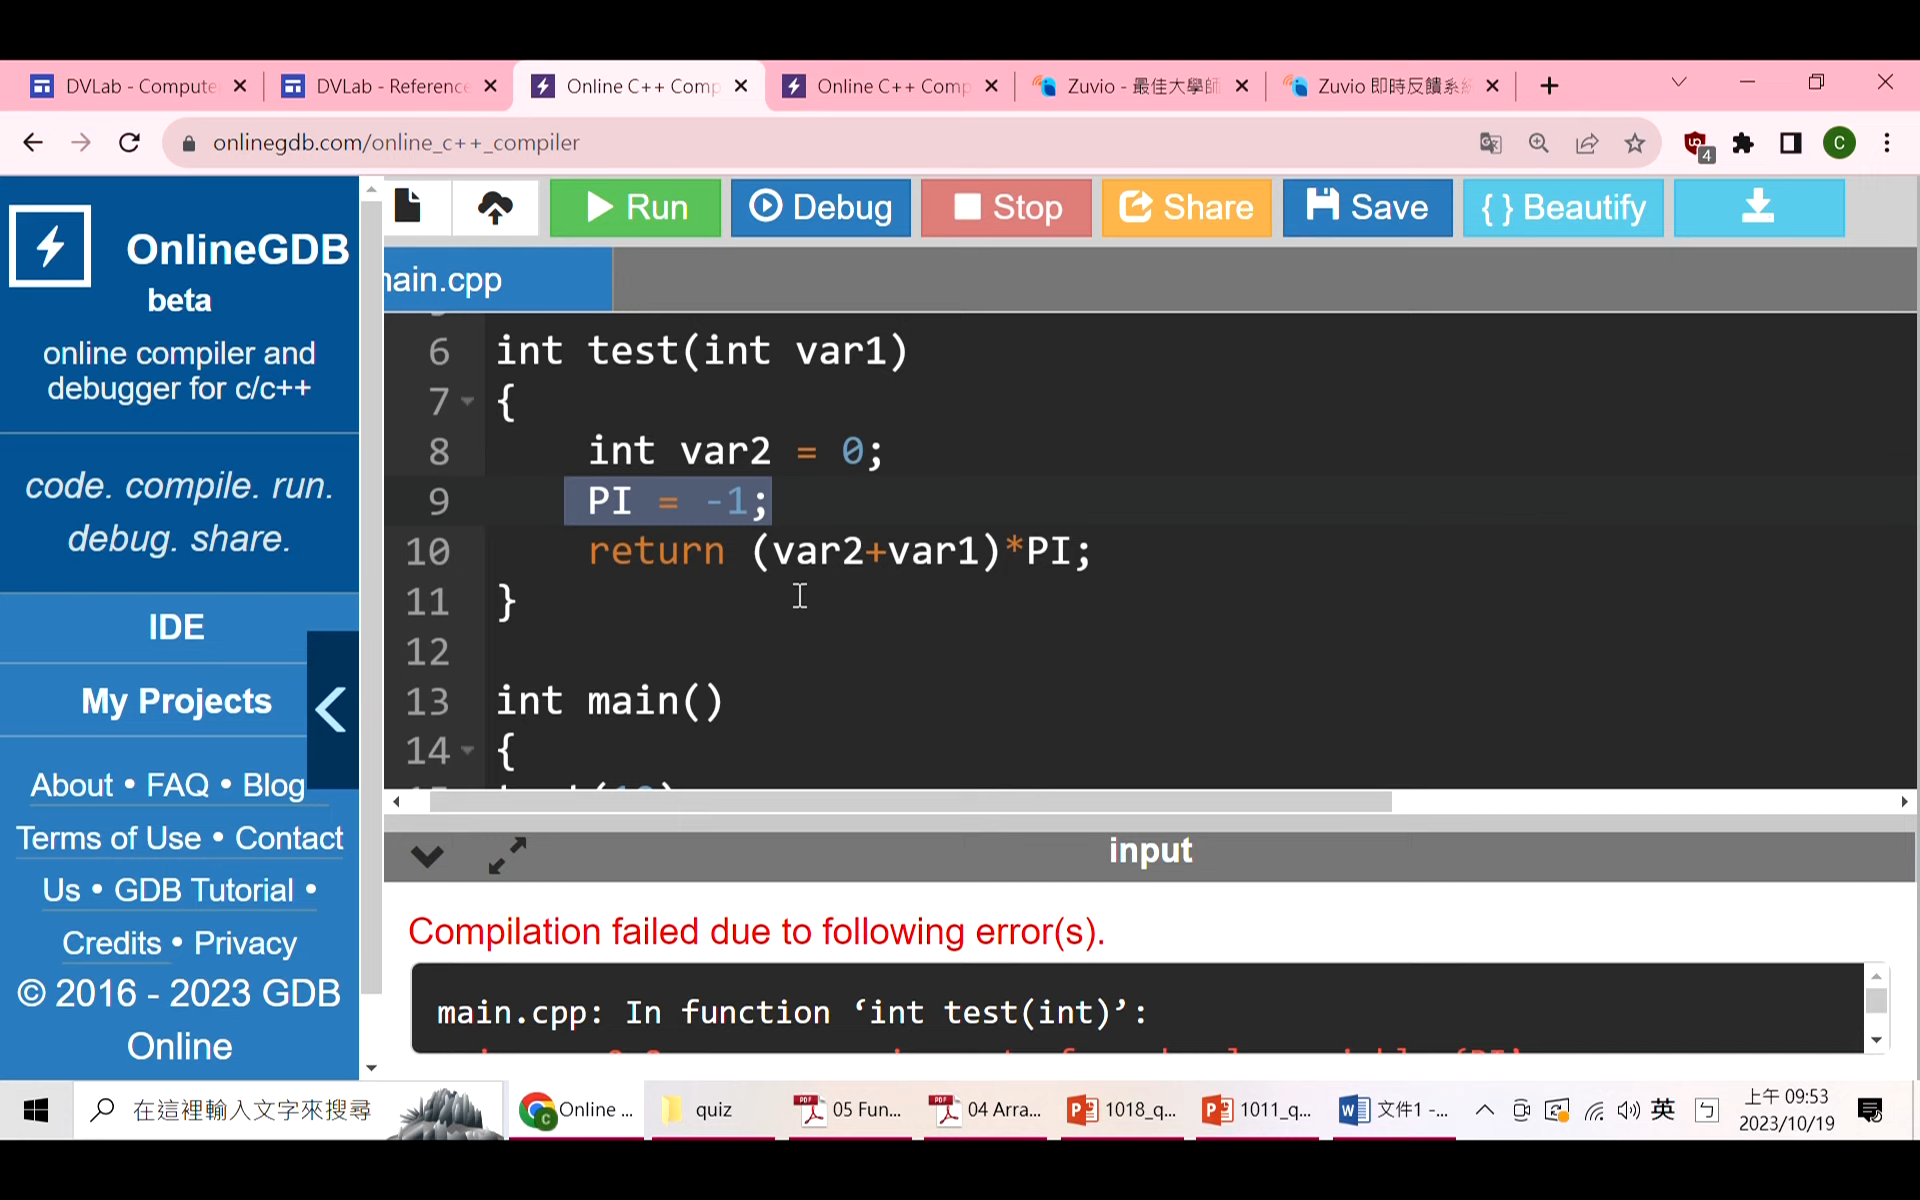 DVLab - Compute
DVLab - Reference
Online C++ Comp
Online C++ Comp
Zuvio - 最佳大學師
Zuvio 即時反饋系
onlinegdb.com/online_c++_compiler
4
C
OnlineGDB
beta
online compiler and
debugger for c/c++
code. compile. run.
debug. share.
IDE
My Projects
About • FAQ • Blog
Terms of Use • Contact
Us • GDB Tutorial •
Credits • Privacy
© 2016 - 2023 GDB
Online
Run
Debug
Stop
Share
Save
{ } Beautify
main.cpp
6 int test(int var1)
7 {
8 int var2 = 0;
9 PI = -1;
10 return (var2+var1)*PI;
11 }
12
13 int main()
14 {
input
Compilation failed due to following error(s).
main.cpp: In function ‘int test(int)’:
在這裡輸入文字來搜尋
Online ...
quiz
05 Fun...
04 Arra...
1018_q...
1011_q...
文件1 -...
英
上午 09:53
2023/10/19